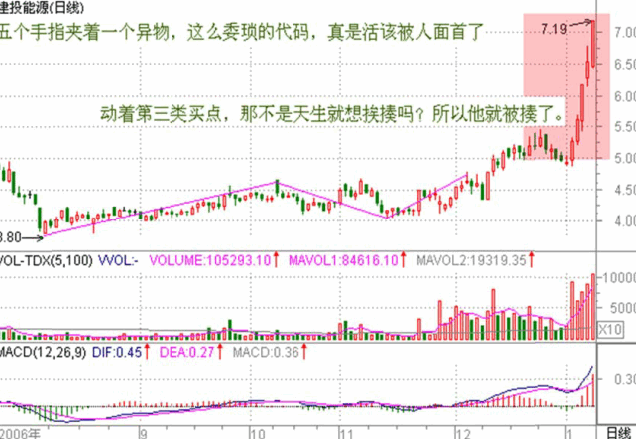 建投能源(日线)
五个手指夹着一个异物，这么委琐的代码，真是活该被人面首了
7.19
7.00
6.50
动着第三类买点，那不是天生就想挨揍吗？所以他就被揍了。
5.50
5.00
4.50
4.00
3.80
VOL-TDX(5,100) VVOL:- VOLUME:105293.10↑ MAVOL1:84616.10↑ MAVOL2:19319.35↑
10000
5000
X10
MACD(12,26,9) DIF:0.45↑ DEA:0.27↑ MACD:0.36↑
0.30
2006年 9 10 11 12 1 日线